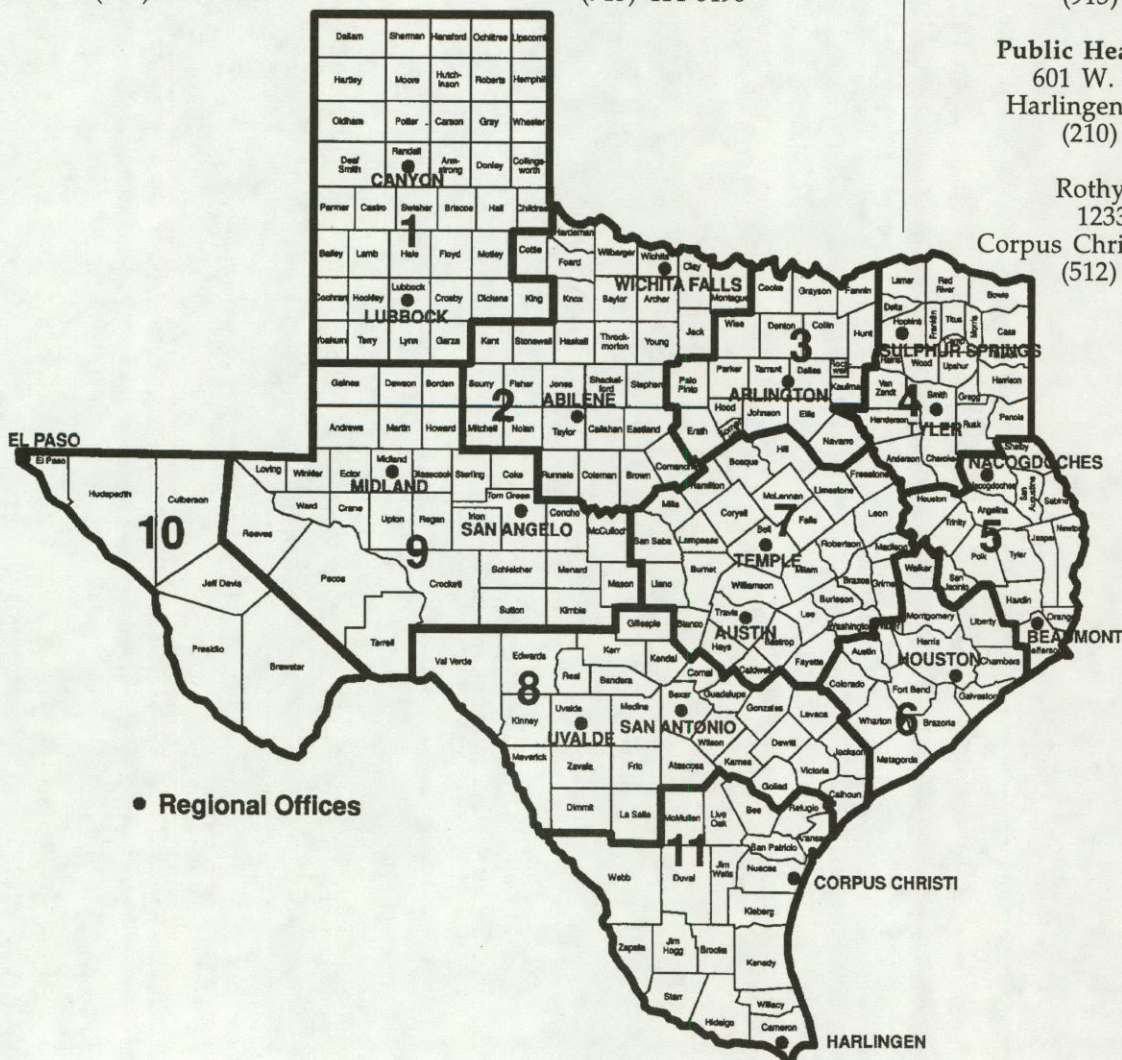 Public Hea
601 W.
Harlingen
(210)
Rothy
1233
Corpus Chri
(512)
Dallam Sherman Hansford Ochiltree Lipscomb
Hartley Moore Hutch-
inson Roberts Hemphill
Oldham Potter Carson Gray Wheeler
Deaf
Smith Randall Arm-
strong Donley Collings-
worth
CANYON
Parmer Castro Swisher Briscoe Hall Childress
1
Bailey Lamb Hale Floyd Motley Cottle
Hardeman
Foard Wilbarger Wichita Clay
WICHITA FALLS
Montague Cooke Grayson Fannin
Lamar Red
River Bowie
Cochran Hockley Lubbock Crosby Dickens King
LUBBOCK
Knox Baylor Archer Jack Wise Denton Collin Hunt
Delta Hopkins Franklin Titus Morris Cass
3
SULPHUR SPRINGS
Yoakum Terry Lynn Garza Kent Stonewall Haskell Throck-
morton Young
Parker Tarrant Dallas Rock-
wall Kaufman
Rains Wood Upshur Harrison
Gaines Dawson Borden Scurry Fisher Jones Shackel-
ford Stephens Palo
Pinto
ARLINGTON
Van
Zandt Smith Gregg Panola
2
ABILENE
Hood Johnson Ellis
4
Andrews Martin Howard Mitchell Nolan Taylor Callahan Eastland Erath
Navarro Henderson Rusk
TYLER
Anderson Cherokee Shelby
EL PASO
El Paso Hudspeth Culberson
Loving Winkler Ector Midland Glasscock Sterling Coke Runnels Coleman Brown Comanche
MIDLAND
Bosque Hill Freestone
NACOGDOCHES
Nacogdoches San
Augustine Sabine
10
Reeves Ward Crane Upton Reagan Irion Tom Green Concho McCulloch
SAN ANGELO
9
Hamilton Mills McLennan Limestone Leon Houston Angelina
7
Coryell Bell Falls
San Saba Lampasas
TEMPLE
Robertson Madison Trinity Polk Tyler Jasper Newton
5
Jeff Davis Pecos Crockett Schleicher Menard Mason Llano Burnet Milam Brazos Grimes Walker San
Jacinto Hardin
Williamson Burleson
Presidio Brewster Terrell Sutton Kimble
Gillespie Blanco Travis Lee Washington Montgomery Liberty Orange
AUSTIN
BEAUMONT
Jefferson
Hays Bastrop Austin Harris Chambers
HOUSTON
Val Verde Edwards Kerr Kendall Comal Caldwell Fayette Colorado Fort Bend Galveston
8
Real Bandera Bexar Guadalupe Gonzales Lavaca Wharton Brazoria
6
Kinney Uvalde Medina
UVALDE
SAN ANTONIO
Wilson Dewitt Jackson Matagorda
Maverick Zavala Frio Atascosa Karnes Victoria
Goliad Calhoun
Dimmit La Salle McMullen Live
Oak Bee Refugio
● Regional Offices
Aransas
San Patricio
11
Webb Duval Jim
Wells Nueces
CORPUS CHRISTI
Kleberg
Zapata Jim
Hogg Brooks Kenedy
Starr Willacy
Hidalgo Cameron
HARLINGEN